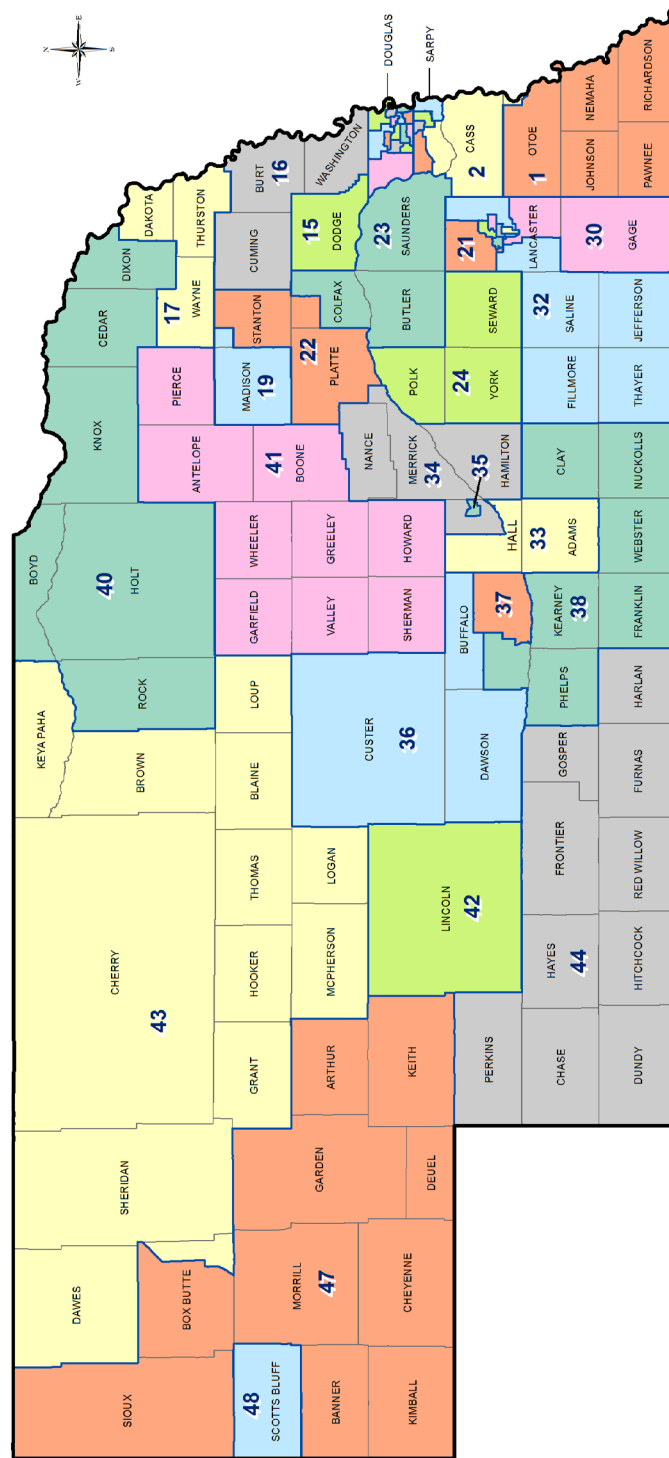 N
E
S
W
SIOUX
DAWES
BOX BUTTE
SHERIDAN
CHERRY
43
KEYA PAHA
BROWN
ROCK
BOYD
HOLT
40
KNOX
CEDAR
DIXON
DAKOTA
THURSTON
WAYNE
17
PIERCE
ANTELOPE
SCOTTS BLUFF
48
BANNER
KIMBALL
MORRILL
47
CHEYENNE
GARDEN
DEUEL
GRANT
HOOKER
THOMAS
BLAINE
LOUP
GARFIELD
WHEELER
BOONE
41
MADISON
19
STANTON
CUMING
BURT
16
WASHINGTON
DOUGLAS
SARPY
ARTHUR
MCPHERSON
LOGAN
CUSTER
36
VALLEY
GREELEY
NANCE
PLATTE
22
COLFAX
DODGE
15
KEITH
LINCOLN
42
SHERMAN
HOWARD
MERRICK
34
POLK
BUTLER
SAUNDERS
23
PERKINS
DAWSON
BUFFALO
37
HALL
35
HAMILTON
YORK
24
SEWARD
21
LANCASTER
CASS
2
CHASE
HAYES
44
FRONTIER
GOSPER
PHELPS
KEARNEY
38
ADAMS
33
CLAY
FILLMORE
SALINE
32
OTOE
1
DUNDY
HITCHCOCK
RED WILLOW
FURNAS
HARLAN
FRANKLIN
WEBSTER
NUCKOLLS
THAYER
JEFFERSON
GAGE
30
JOHNSON
NEMAHA
PAWNEE
RICHARDSON